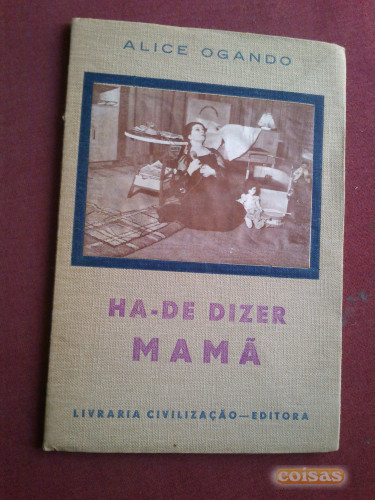 ALICE OGANDO
HA-DE DIZER
MAMÃ
LIVRARIA CIVILIZAÇÃO—EDITORA
coisas